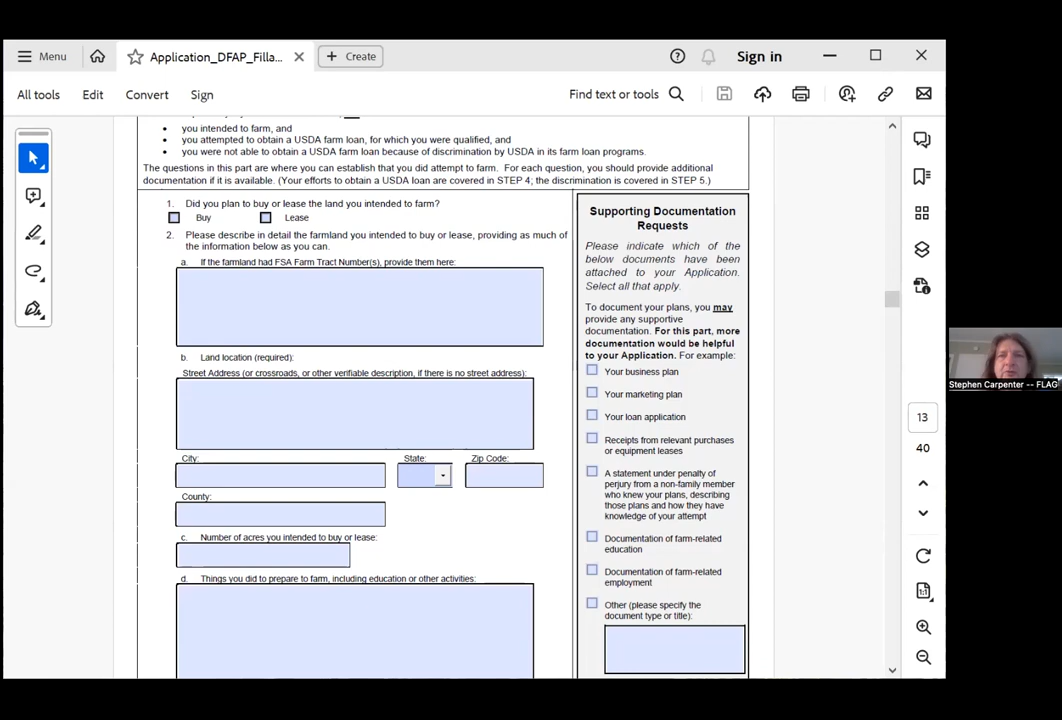 Menu
Application_DFAP_Filla...
Create
Sign in
All tools
Edit
Convert
Sign
Find text or tools
• you intended to farm, and
• you attempted to obtain a USDA farm loan, for which you were qualified, and
• you were not able to obtain a USDA farm loan because of discrimination by USDA in its farm loan programs.
The questions in this part are where you can establish that you did attempt to farm. For each question, you should provide additional
documentation if it is available. (Your efforts to obtain a USDA loan are covered in STEP 4; the discrimination is covered in STEP 5.)
1. Did you plan to buy or lease the land you intended to farm?
Buy Lease
2. Please describe in detail the farmland you intended to buy or lease, providing as much of
the information below as you can.
a. If the farmland had FSA Farm Tract Number(s), provide them here:
b. Land location (required):
Street Address (or crossroads, or other verifiable description, if there is no street address):
City: State: Zip Code:
County:
c. Number of acres you intended to buy or lease:
d. Things you did to prepare to farm, including education or other activities:
Supporting Documentation
Requests
Please indicate which of the
below documents have been
attached to your Application.
Select all that apply.
To document your plans, you may
provide any supportive
documentation. For this part, more
documentation would be helpful
to your Application. For example:
Your business plan
Your marketing plan
Your loan application
Receipts from relevant purchases
or equipment leases
A statement under penalty of
perjury from a non-family member
who knew your plans, describing
those plans and how they have
knowledge of your attempt
Documentation of farm-related
education
Documentation of farm-related
employment
Other (please specify the
document type or title):
13
40
1:1
Stephen Carpenter -- FLAG